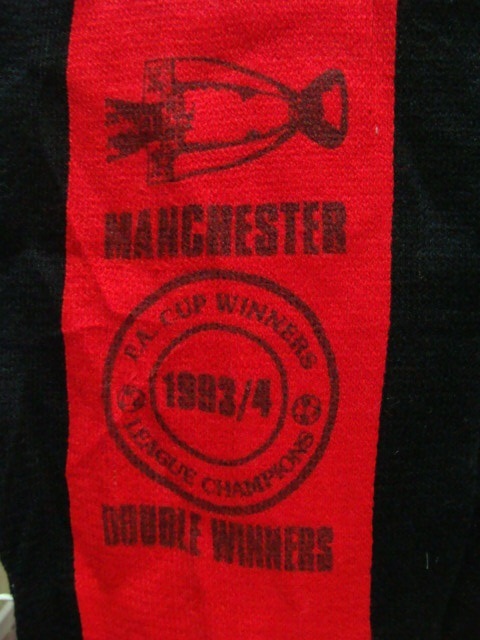 MANCHESTER
F.A. CUP WINNERS
1993/4
LEAGUE CHAMPIONS
DOUBLE WINNERS